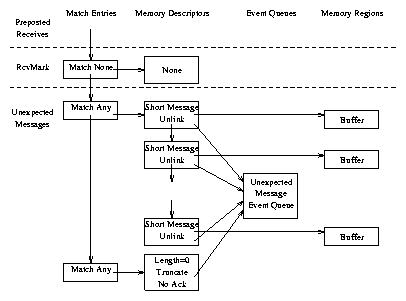 Match Entries Memory Descriptors Event Queues Memory Regions
Preposted
Receives
RcvMark Match None None
Match Any Short Message
Unlink Buffer
Unexpected
Messages
Short Message
Unlink Buffer
Unexpected
Message
Event Queue
Short Message
Unlink Buffer
Match Any Length=0
Truncate
No Ack